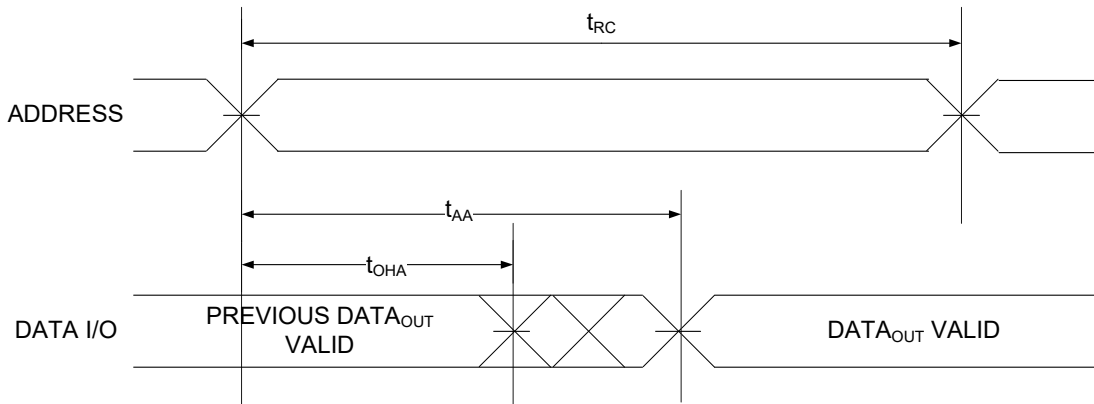 tRC
ADDRESS
tAA
tOHA
DATA I/O
PREVIOUS DATAOUT
VALID
DATAOUT VALID